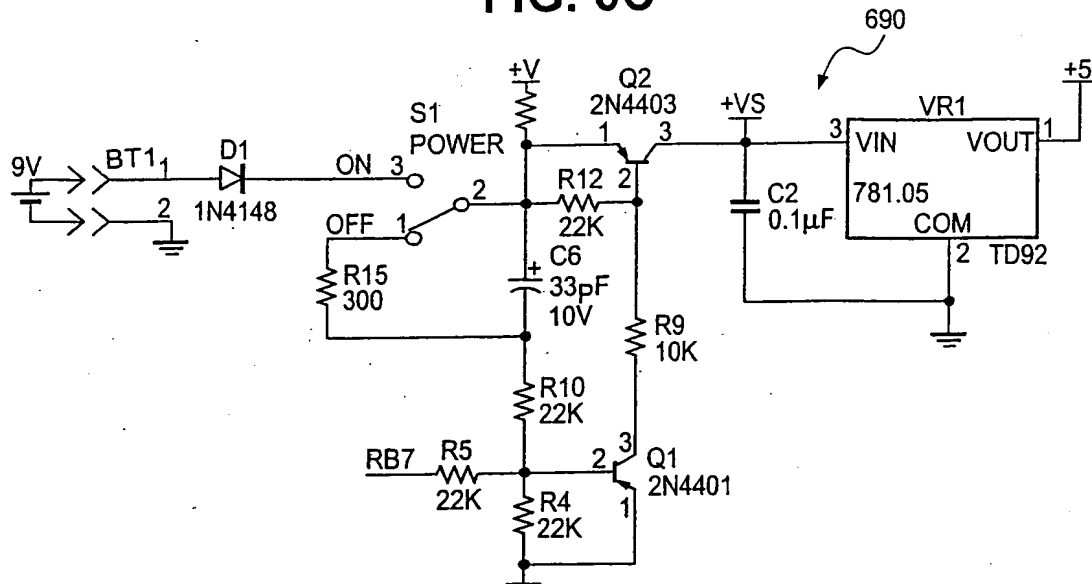 FIG.
690
+V
Q2
2N4403
+VS
+5
S1
POWER
VR1
1
3
3
VIN
VOUT
1
9V
BT1
1
D1
ON
3
2
2
R12
1N4148
22K
C2
0.1µF
781.05
COM
2
TD92
2
OFF
1
R15
300
C6
+
33pF
10V
R9
10K
R10
22K
RB7
R5
22K
2
3
Q1
2N4401
1
R4
22K